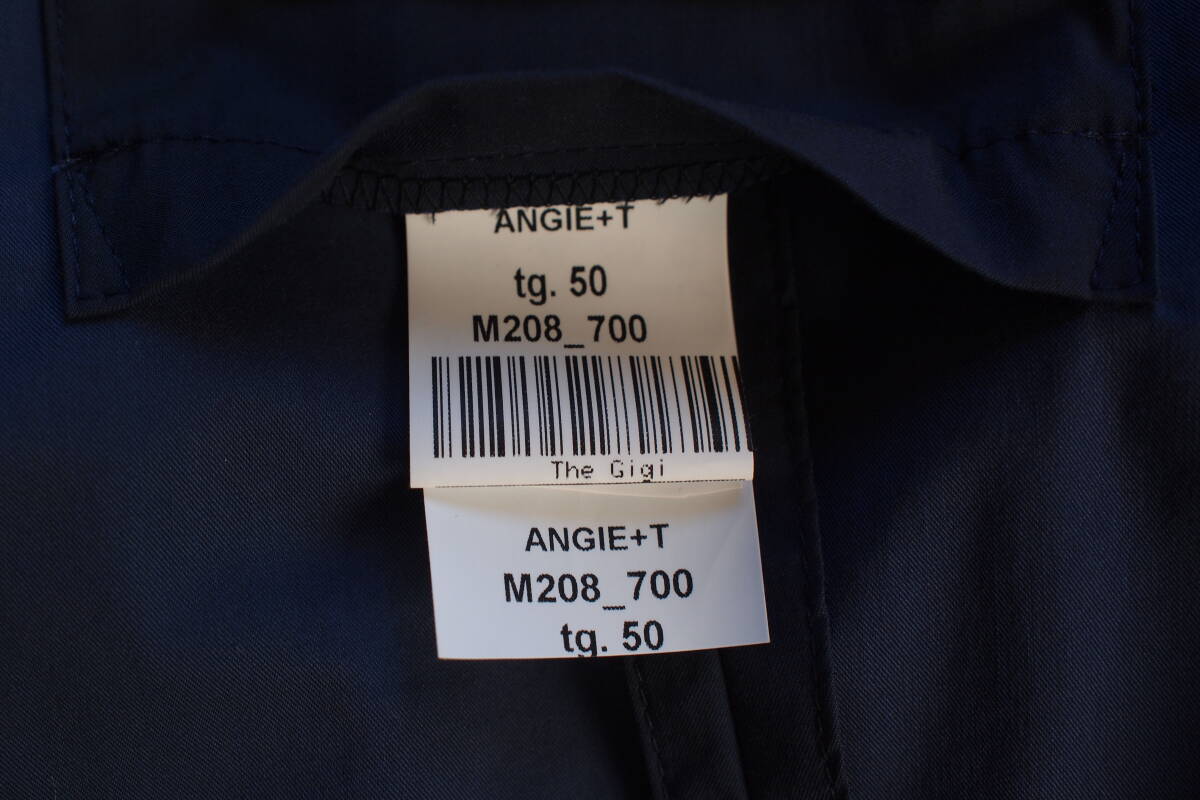 ANGIE+T
tg. 50
M208_700
The Gigi
ANGIE+T
M208_700
tg. 50